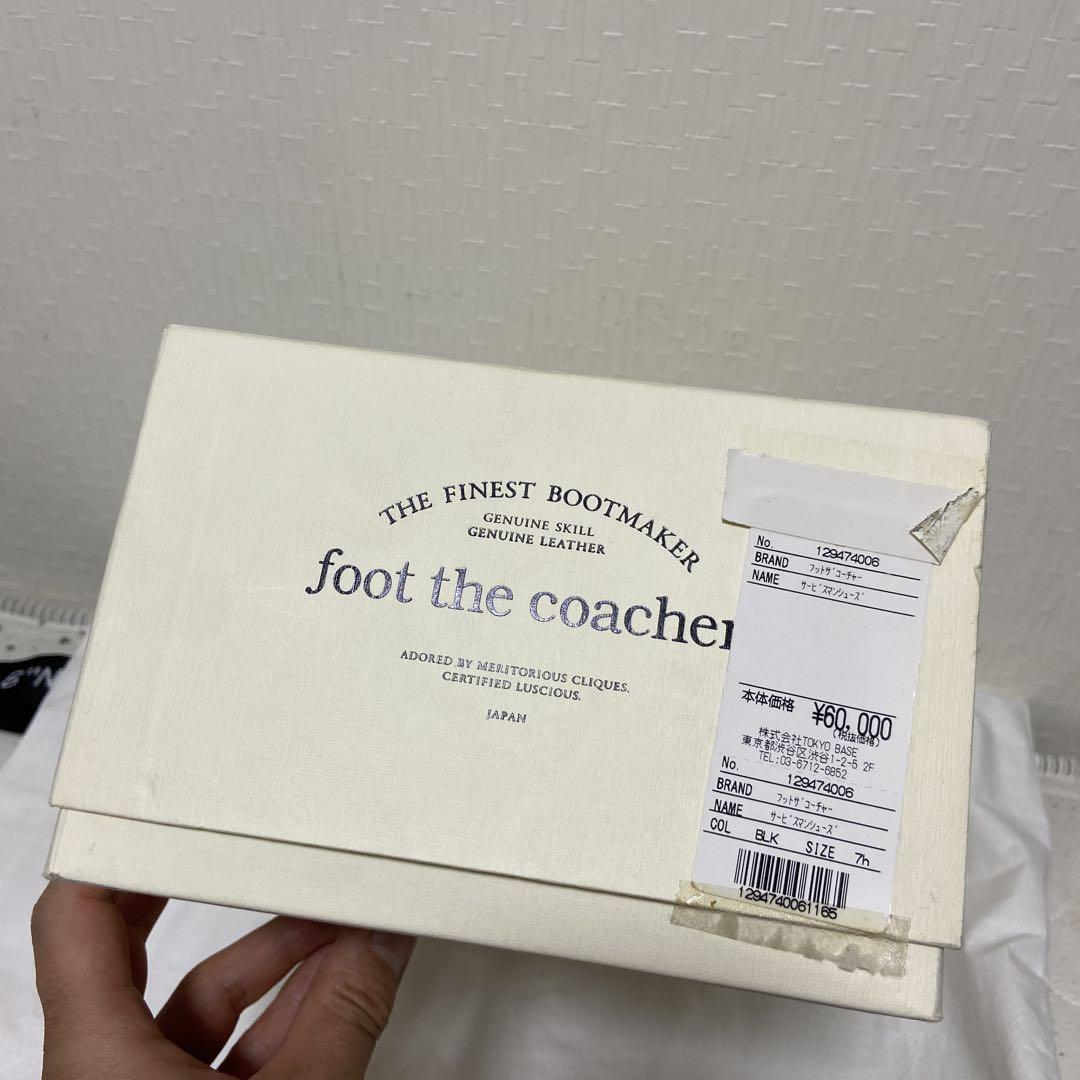 THE FINEST BOOTMAKER
GENUINE SKILL
GENUINE LEATHER
foot the coacher
ADORED BY MERITORIOUS CLIQUES.
CERTIFIED LUSCIOUS.
JAPAN
No. 129474006
BRAND フットザコーチャー
NAME サービスマンシューズ
本体価格 ¥60,000
(税抜価格)
株式会社TOKYO BASE
東京都渋谷区渋谷1-2-5 2F
TEL:03-6712-6852
No. 129474006
BRAND フットザコーチャー
NAME サービスマンシューズ
COL BLK SIZE 7h
1294740061165